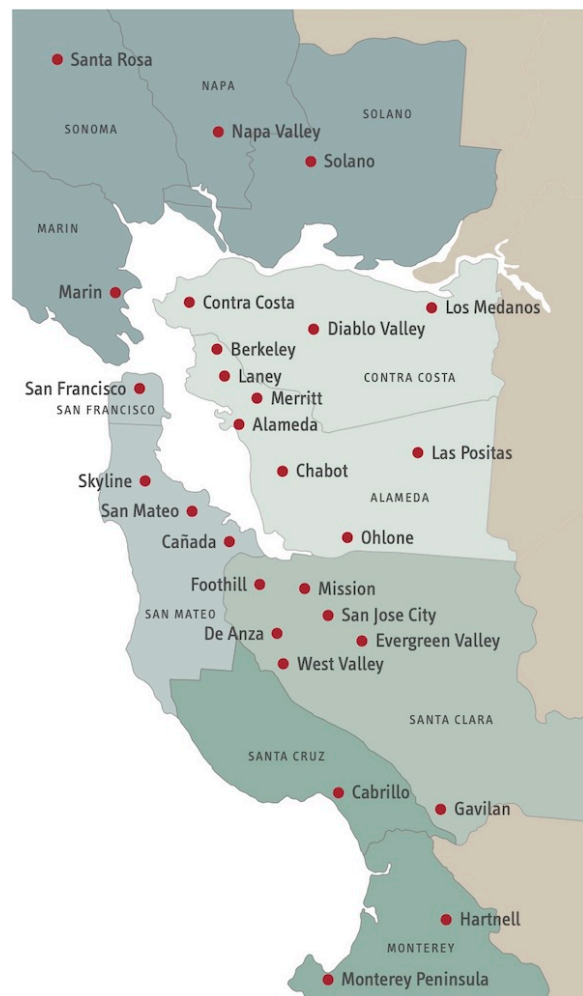 Santa Rosa
NAPA
SOLANO
SONOMA
Napa Valley
Solano
MARIN
Marin
Contra Costa
Los Medanos
Diablo Valley
Berkeley
Laney
CONTRA COSTA
San Francisco
Merritt
SAN FRANCISCO
Alameda
Las Positas
Chabot
Skyline
ALAMEDA
San Mateo
Ohlone
Cañada
Foothill
Mission
SAN MATEO
San Jose City
De Anza
Evergreen Valley
West Valley
SANTA CLARA
SANTA CRUZ
Cabrillo
Gavilan
Hartnell
MONTEREY
Monterey Peninsula